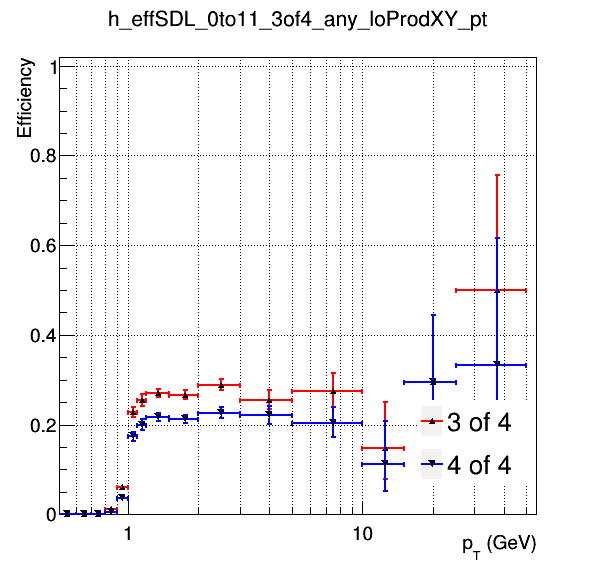 h_effSDL_0to11_3of4_any_loProdXY_pt
Efficiency
1
0.8
0.6
0.4
0.2
0
3 of 4
4 of 4
1
10
p_T (GeV)